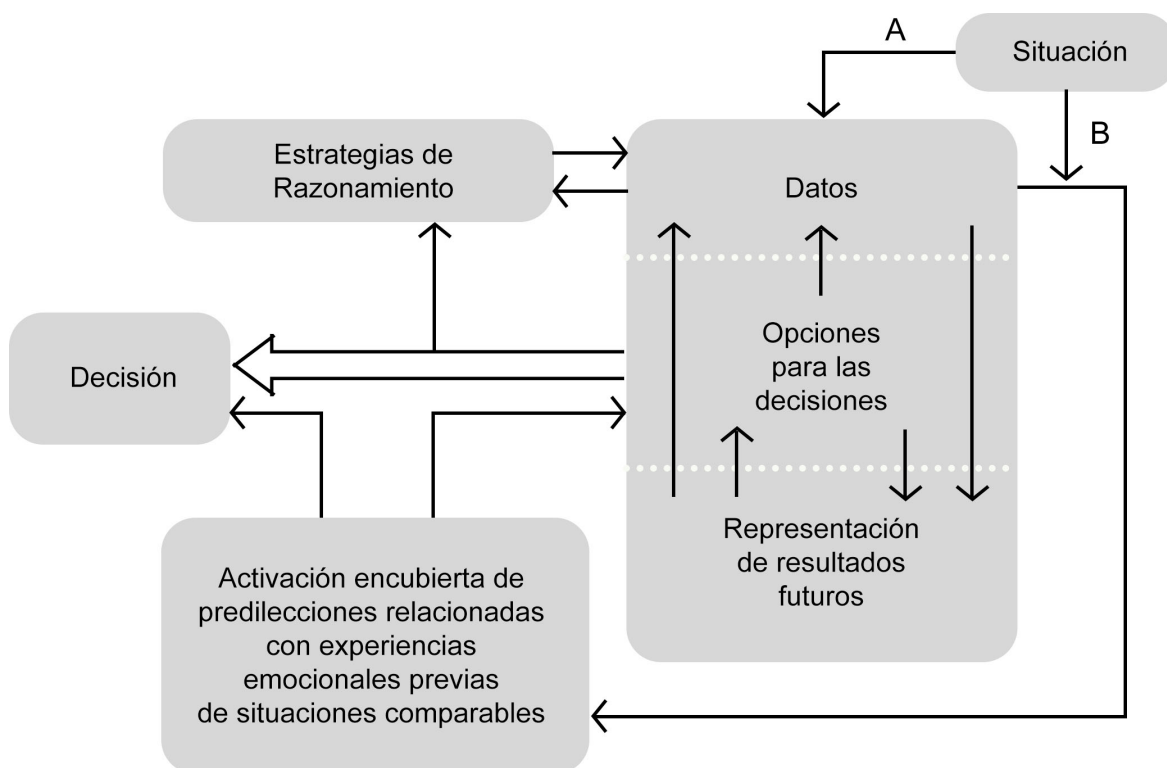 A
Situación
B
Estrategias de
Razonamiento
Datos
Opciones
para las
decisiones
Decisión
Representación
de resultados
futuros
Activación encubierta de
predilecciones relacionadas
con experiencias
emocionales previas
de situaciones comparables